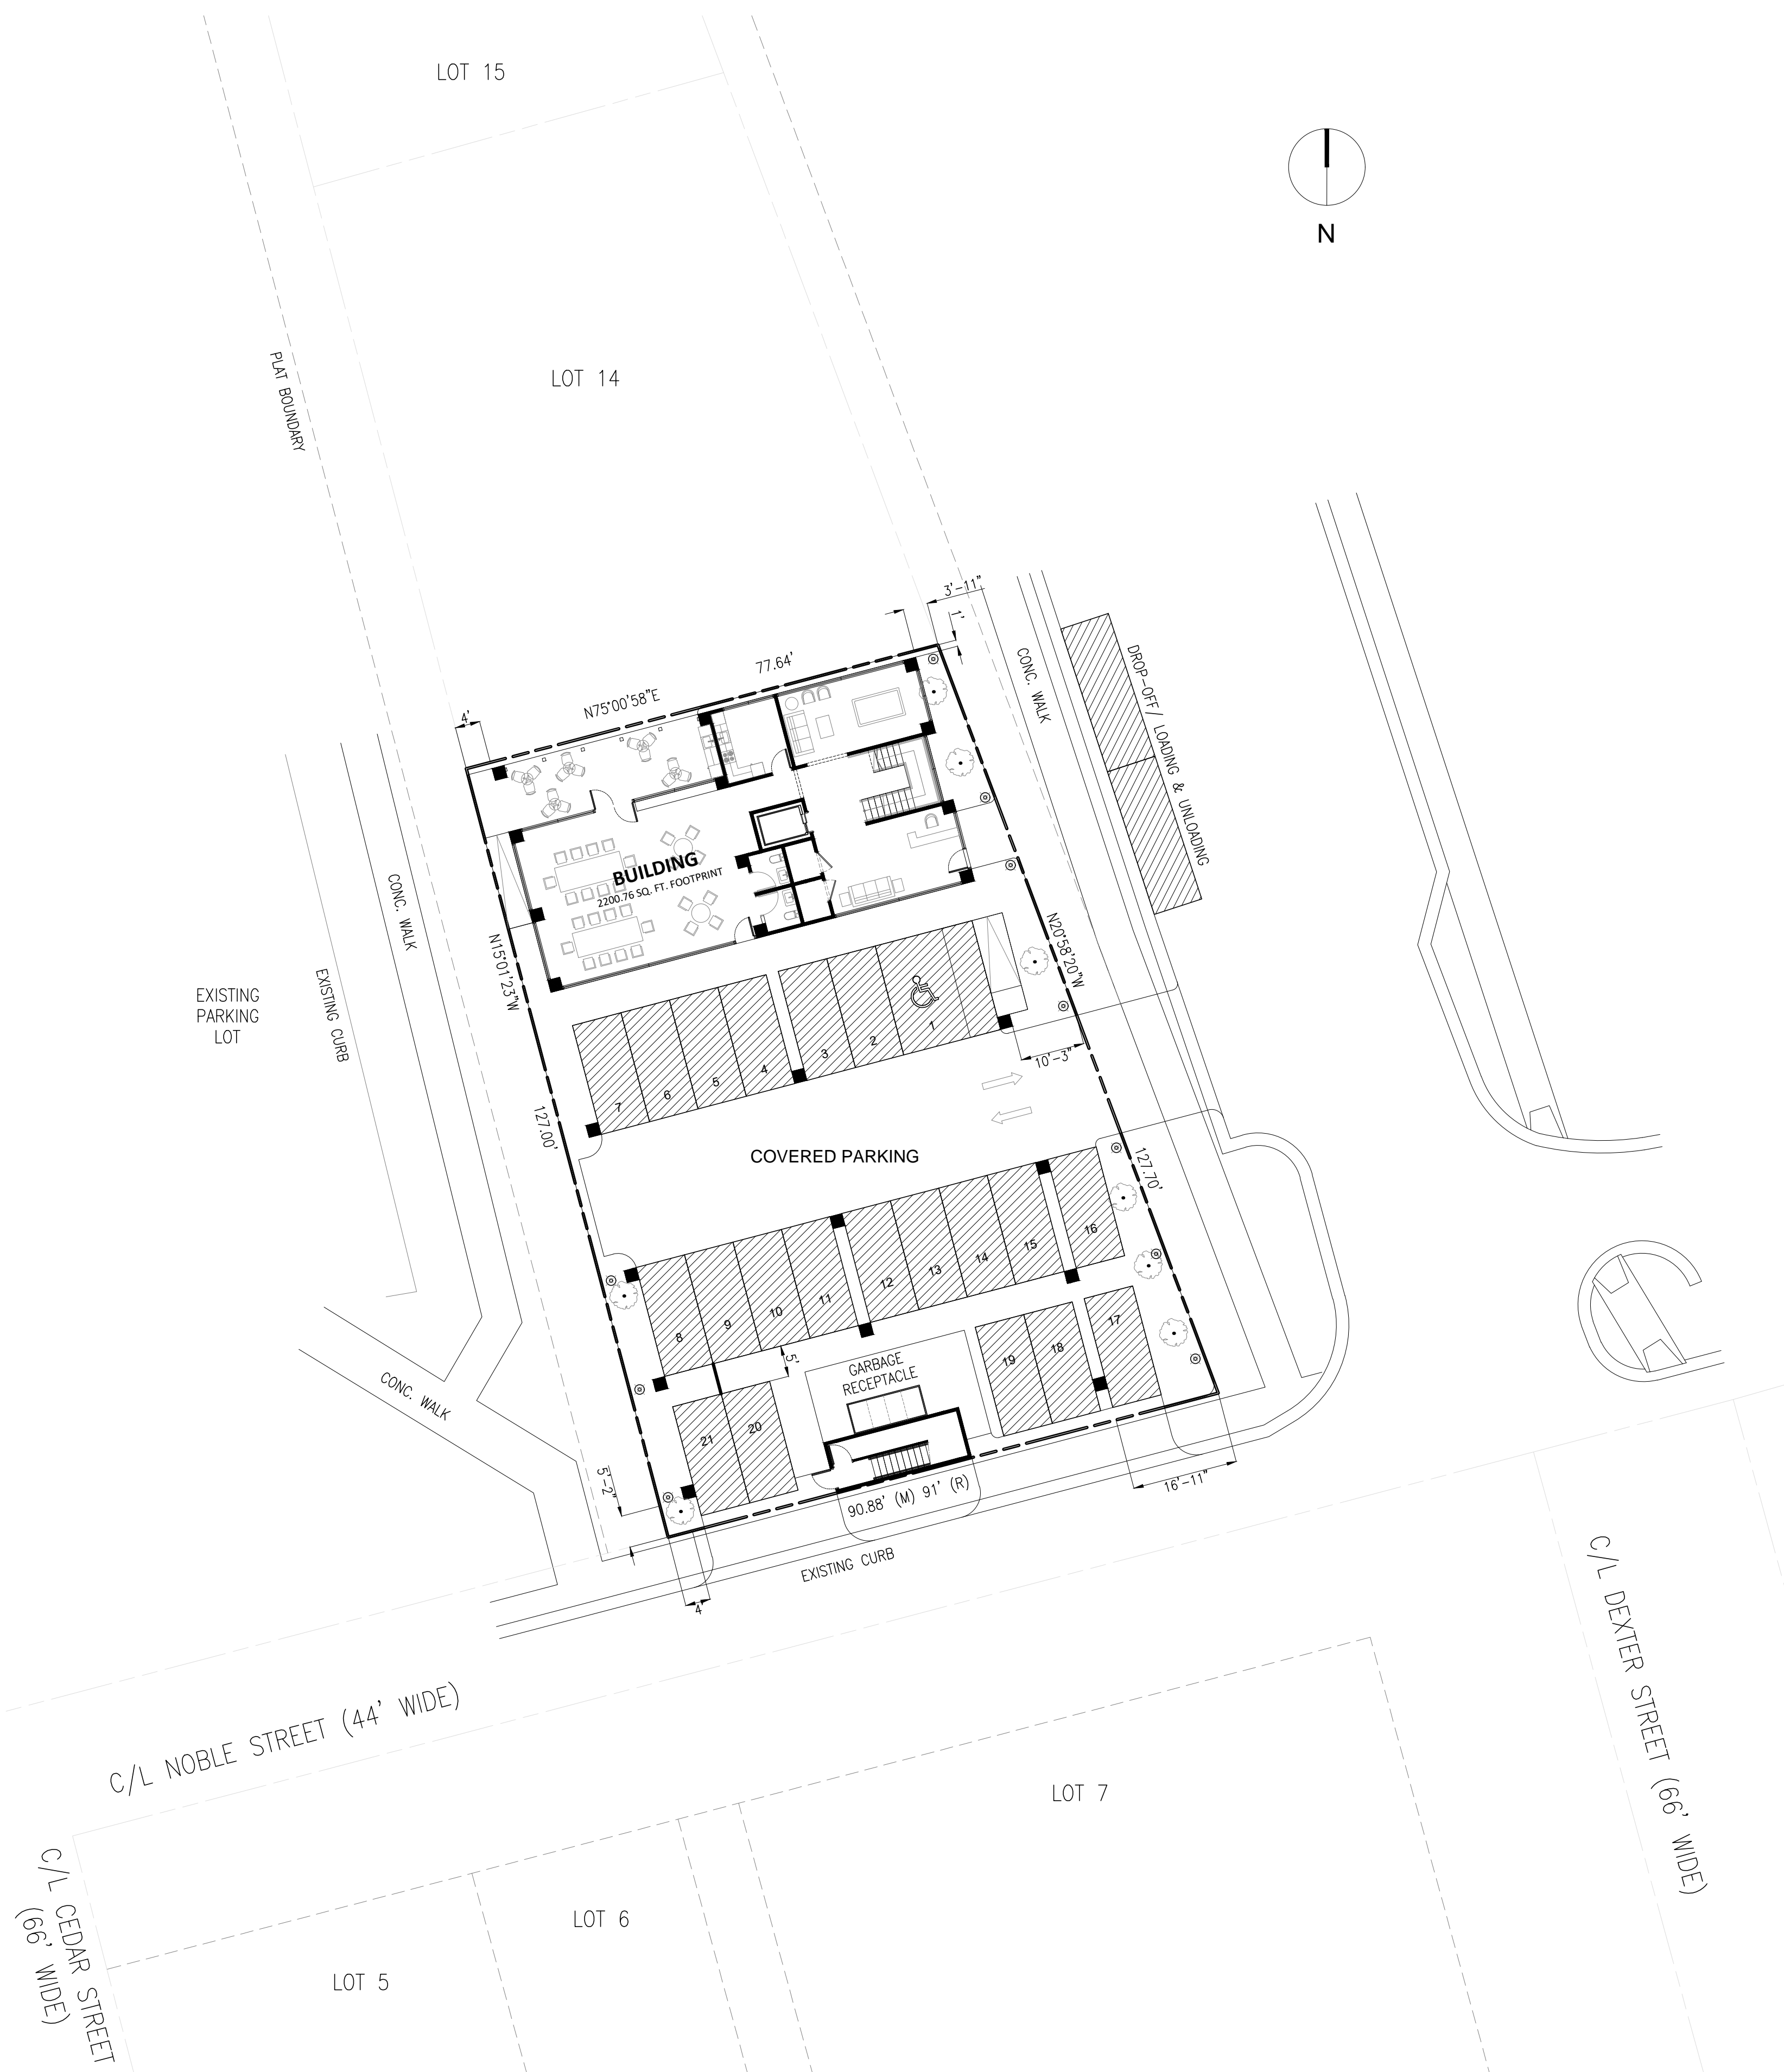 LOT 15
N
PLAT BOUNDARY
LOT 14
3'-11"
1'
CONC. WALK
DROP-OFF/ LOADING & UNLOADING
77.64'
N75°00'58"E
4'
BUILDING
2200.76 SQ. FT. FOOTPRINT
CONC. WALK
N15°01'23"W
N20°58'20"W
EXISTING
PARKING
LOT
EXISTING CURB
1
2
3
4
5
6
7
10'-3"
127.00'
COVERED PARKING
127.70'
8
9
10
11
12
13
14
15
16
17
18
19
5'
GARBAGE
RECEPTACLE
CONC. WALK
20
21
5'-2"
16'-11"
90.88' (M) 91' (R)
EXISTING CURB
4'
C/L NOBLE STREET (44' WIDE)
C/L DEXTER STREET (66' WIDE)
LOT 7
C/L CEDAR STREET
(66' WIDE)
LOT 6
LOT 5